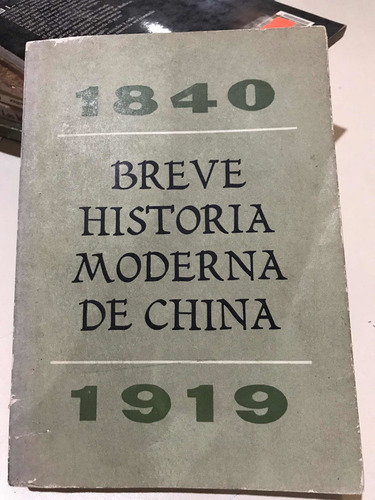 1840
BREVE
HISTORIA
MODERNA
DE CHINA
1919